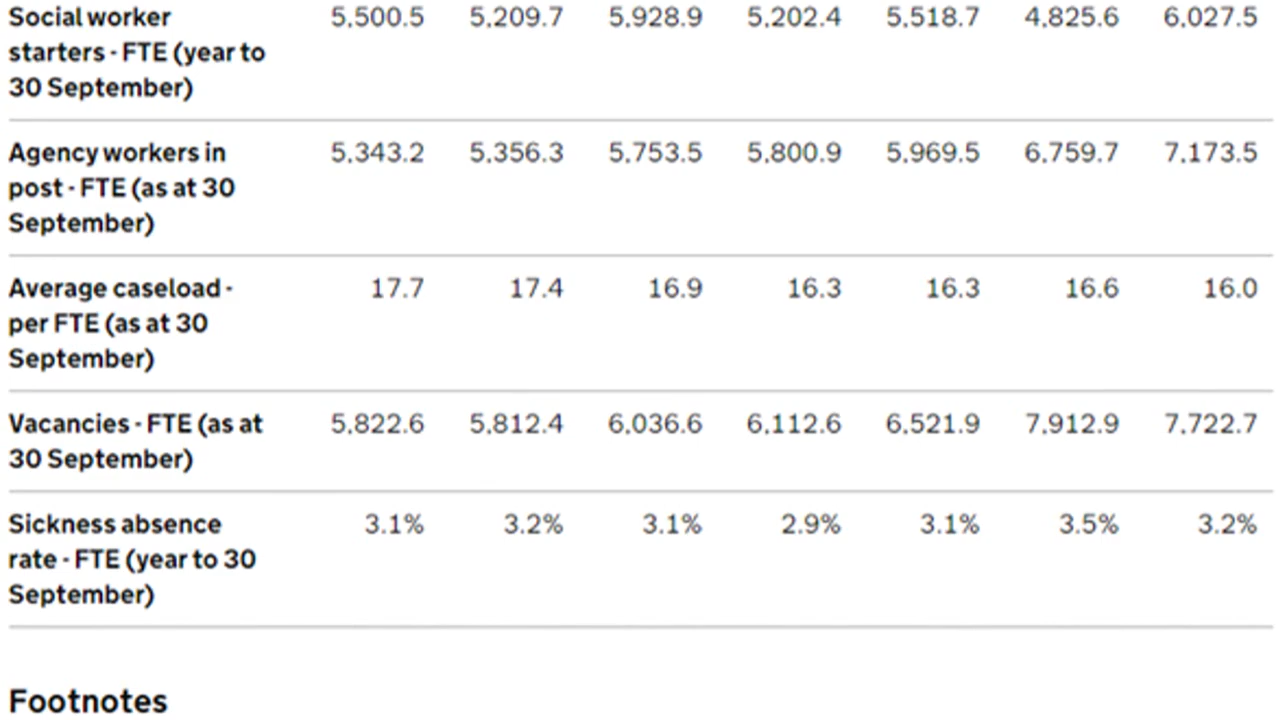 Social worker 5,500.5 5,209.7 5,928.9 5,202.4 5,518.7 4,825.6 6,027.5
starters - FTE (year to
30 September)
Agency workers in 5,343.2 5,356.3 5,753.5 5,800.9 5,969.5 6,759.7 7,173.5
post - FTE (as at 30
September)
Average caseload - 17.7 17.4 16.9 16.3 16.3 16.6 16.0
per FTE (as at 30
September)
Vacancies - FTE (as at 5,822.6 5,812.4 6,036.6 6,112.6 6,521.9 7,912.9 7,722.7
30 September)
Sickness absence 3.1% 3.2% 3.1% 2.9% 3.1% 3.5% 3.2%
rate - FTE (year to 30
September)
Footnotes